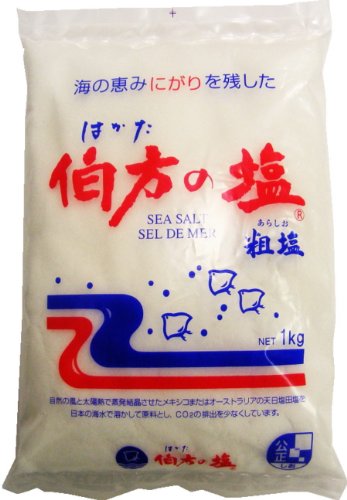 海の恵みにがりを残した
はかた
伯方の塩®
SEA SALT
SEL DE MER
あらしお
粗塩
NET 1kg
自然の風と太陽熱で蒸発結晶させたメキシコまたはオーストラリアの天日塩田塩を
日本の海水で溶かして原料とし、CO₂の排出を少なくしています。
はかた
伯方の塩
公正
しお